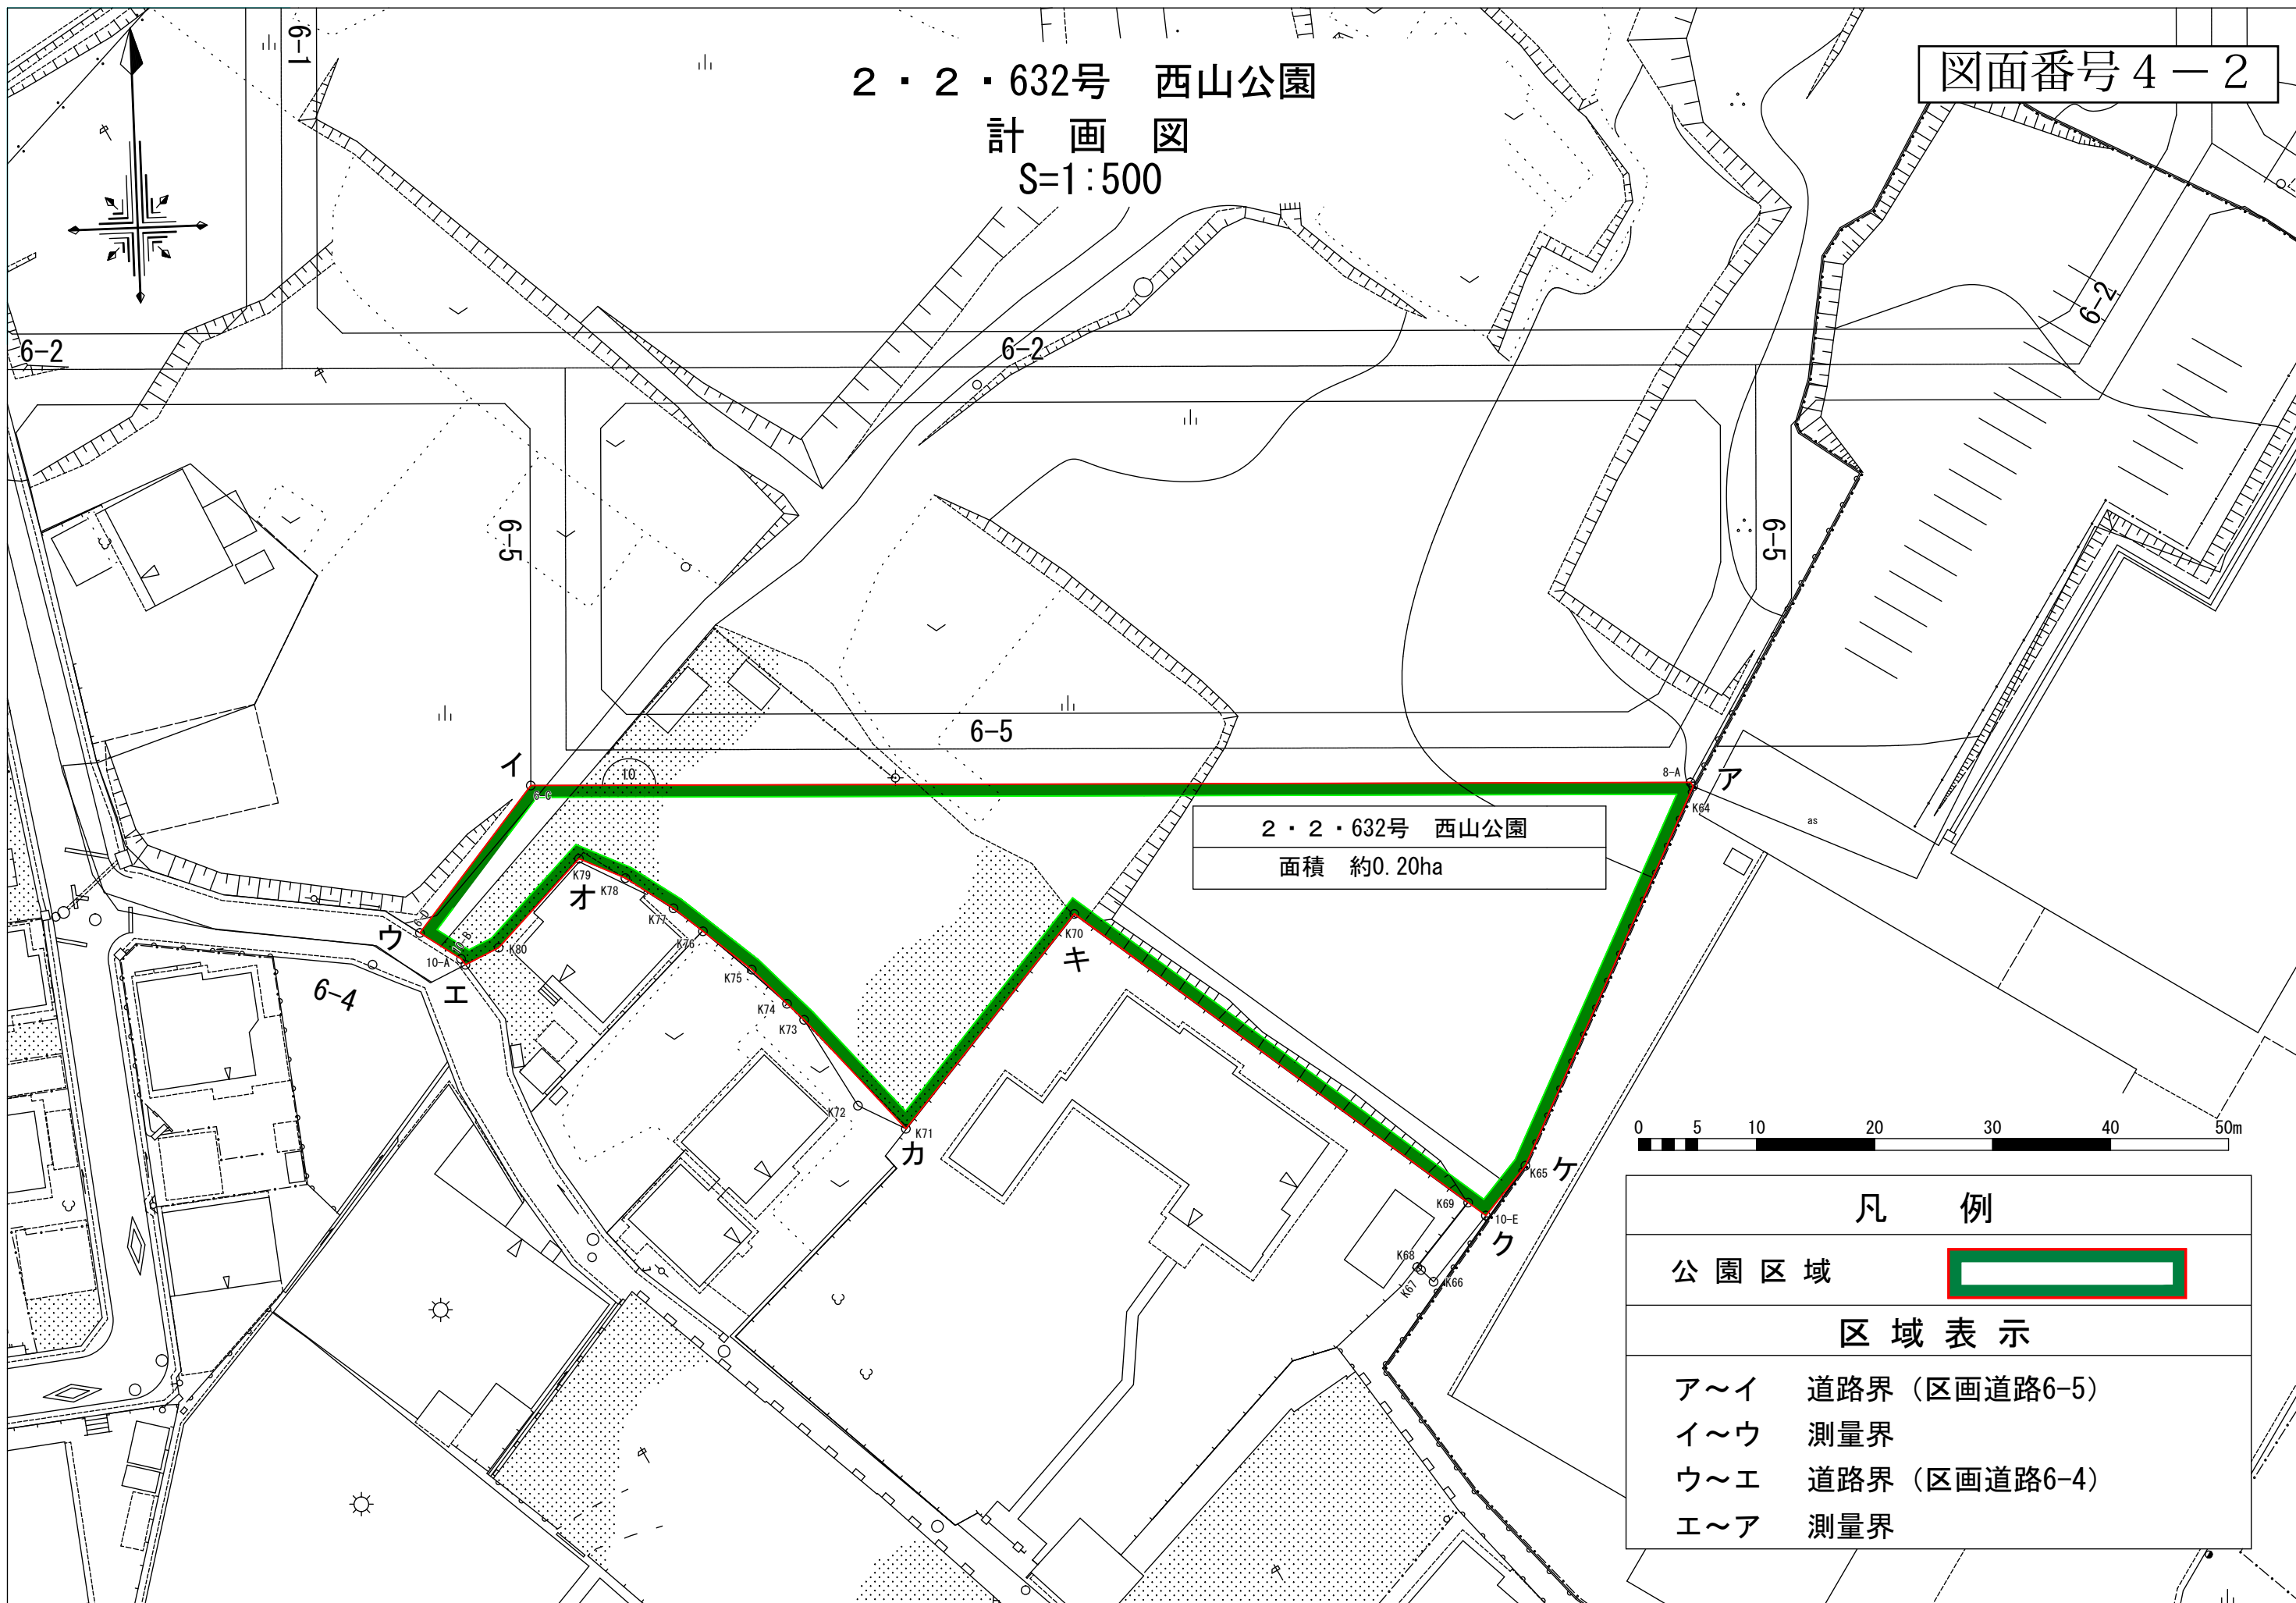 図面番号４－２
２・２・632号　西山公園
計　画　図
S=1:500
6-1
6-2
6-2
6-2
6-5
6-5
6-5
イ
10
6-C
8-A
ア
K64
as
２・２・632号　西山公園
面積　約0.20ha
K79
オ
K78
K77
K76
K70
キ
ウ
10-B
K80
10-A
エ
6-4
K75
K74
K73
K72
K71
カ
K65
ケ
K69
10-E
ク
K68
K67
K66
0 5 10 20 30 40 50m
凡　例
公園区域
区域表示
ア～イ　道路界（区画道路6-5）
イ～ウ　測量界
ウ～エ　道路界（区画道路6-4）
エ～ア　測量界